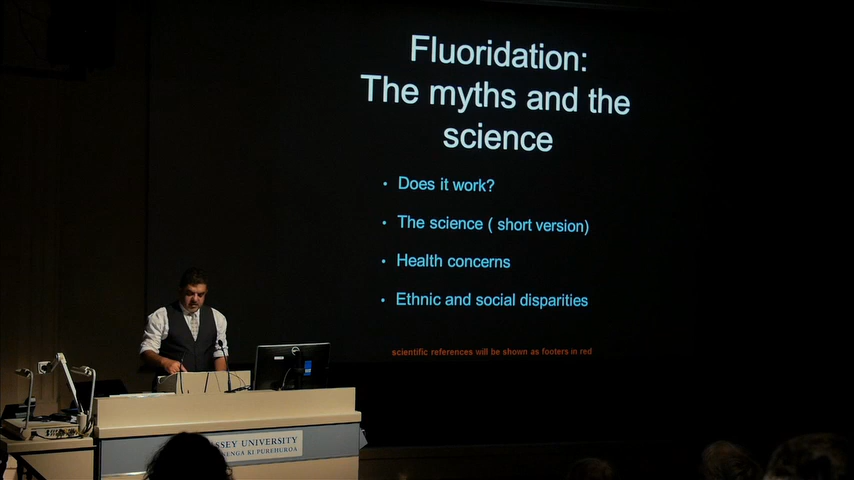 Fluoridation:
The myths and the
science
• Does it work?
• The science ( short version)
• Health concerns
• Ethnic and social disparities
scientific references will be shown as footers in red
SSEY UNIVERSITY
ENGA KI PUREHUROA